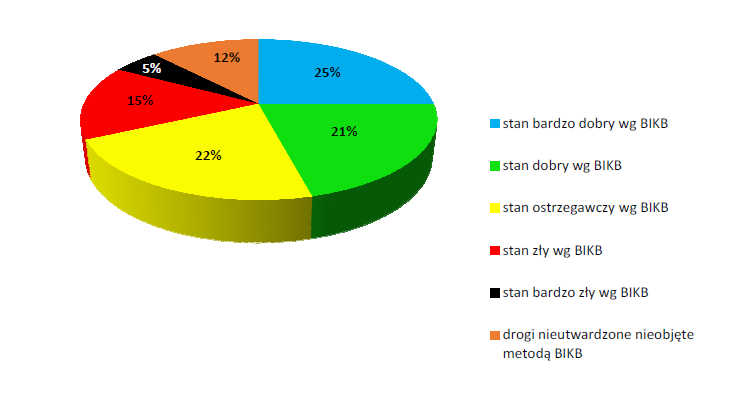 12%
25%
5%
15%
21%
22%
stan bardzo dobry wg BIKB
stan dobry wg BIKB
stan ostrzegawczy wg BIKB
stan zły wg BIKB
stan bardzo zły wg BIKB
drogi nieutwardzone nieobjęte
metodą BIKB